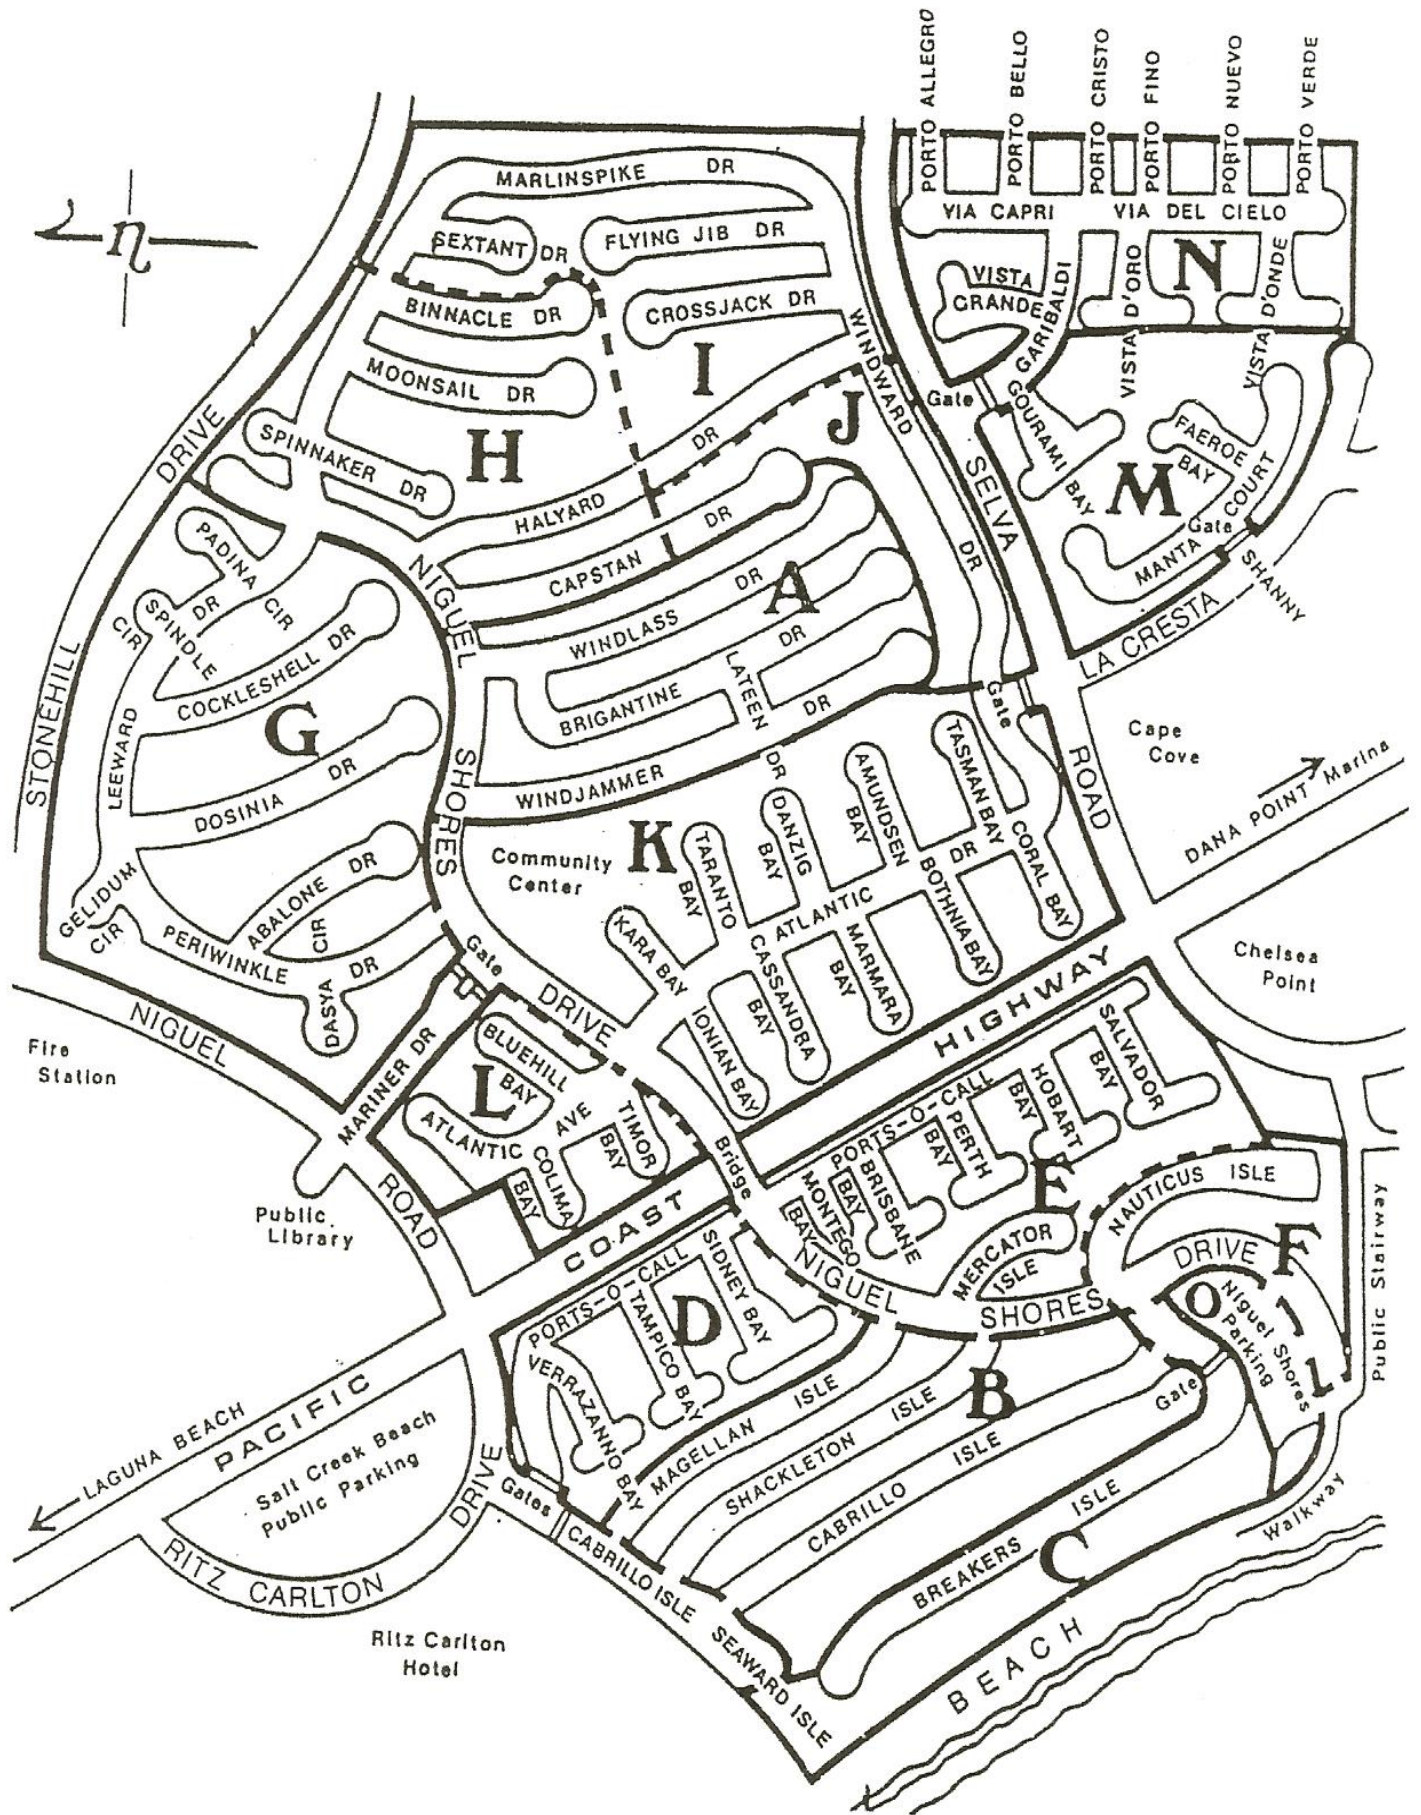 PORTO ALLEGRO
PORTO BELLO
PORTO CRISTO
PORTO FINO
PORTO NUEVO
PORTO VERDE
MARLINSPIKE DR
VIA CAPRI
VIA DEL CIELO
n
SEXTANT DR
FLYING JIB DR
N
VISTA
GRANDE
GARIBALDI
VISTA D'ORO
VISTA D'ONDE
BINNACLE DR
CROSSJACK DR
WINDWARD DR
I
MOONSAIL DR
J
Gate
GOURAMI BAY
FAEROE
BAY
M
SPINNAKER DR
H
HALYARD DR
SELVA ROAD
MANTA COURT
Gate
SHANNY
STONEHILL DRIVE
PADINA CIR
SPINDLE CIR
LEEWARD DR
NIGUEL SHORES DRIVE
CAPSTAN DR
A
WINDLASS DR
LA CRESTA
COCKLESHELL DR
G
BRIGANTINE DR
LATEEN DR
Gate
Cape
Cove
DANA POINT Marina
DOSINIA DR
WINDJAMMER DR
K
Community
Center
TARANTO
BAY
DANZIG
BAY
AMUNDSEN
BAY
TASMAN BAY
CORAL BAY
ATLANTIC DR
BOTHNIA BAY
GELIDUM
CIR
ABALONE DR
PERIWINKLE DR
DASYA CIR
Gate
KARA BAY
CASSANDRA
BAY
MARMARA
BAY
IONIAN BAY
Chelsea
Point
Fire
Station
NIGUEL ROAD
MARINER DR
L
BLUEHILL
BAY
ATLANTIC AVE
COLIMA
BAY
TIMOR
BAY
Bridge
PACIFIC COAST HIGHWAY
Public
Library
PORTS-O-CALL
SALVADOR
BAY
HOBART
BAY
PERTH
BAY
BRISBANE
BAY
MONTEGO
BAY
E
MERCATOR
ISLE
NAUTICUS ISLE
NIGUEL SHORES DRIVE
F
Public Stairway
O
Niguel Shores
Parking
PORTS-O-CALL
SIDNEY BAY
D
TAMPICO BAY
VERRAZANNO BAY
MAGELLAN ISLE
B
SHACKLETON ISLE
CABRILLO ISLE
Gate
LAGUNA BEACH
Salt Creek Beach
Public Parking
RITZ CARLTON DRIVE
Gates
CABRILLO ISLE
SEAWARD ISLE
BREAKERS ISLE
C
Walkway
Ritz Carlton
Hotel
BEACH